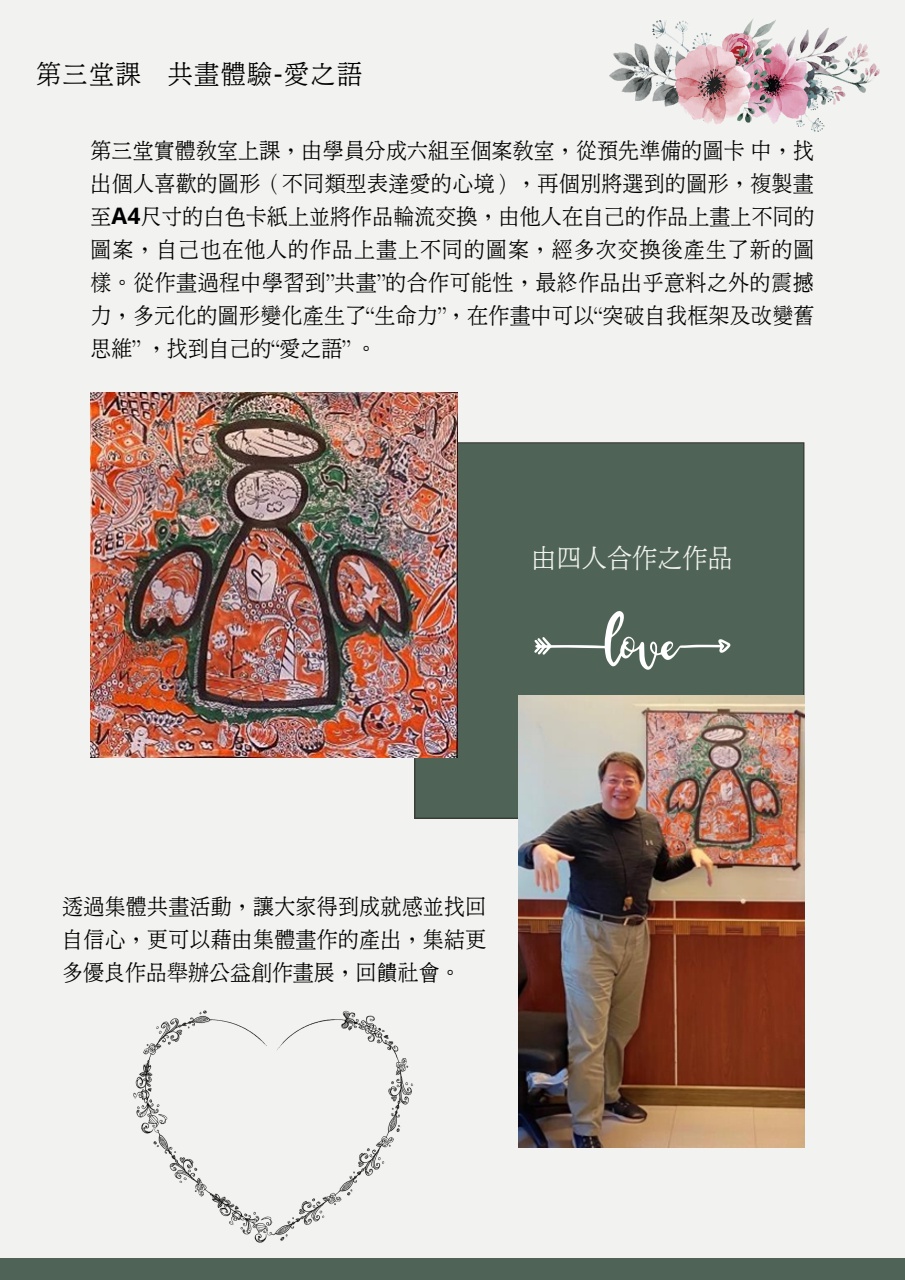 第三堂課　共畫體驗-愛之語
第三堂實體教室上課，由學員分成六組至個案教室，從預先準備的圖卡 中，找
出個人喜歡的圖形（不同類型表達愛的心境），再個別將選到的圖形，複製畫
至A4尺寸的白色卡紙上並將作品輪流交換，由他人在自己的作品上畫上不同的
圖案，自己也在他人的作品上畫上不同的圖案，經多次交換後產生了新的圖
樣。從作畫過程中學習到”共畫”的合作可能性，最終作品出乎意料之外的震撼
力，多元化的圖形變化產生了“生命力”，在作畫中可以“突破自我框架及改變舊
思維” ，找到自己的“愛之語” 。
由四人合作之作品
love
透過集體共畫活動，讓大家得到成就感並找回
自信心，更可以藉由集體畫作的產出，集結更
多優良作品舉辦公益創作畫展，回饋社會。